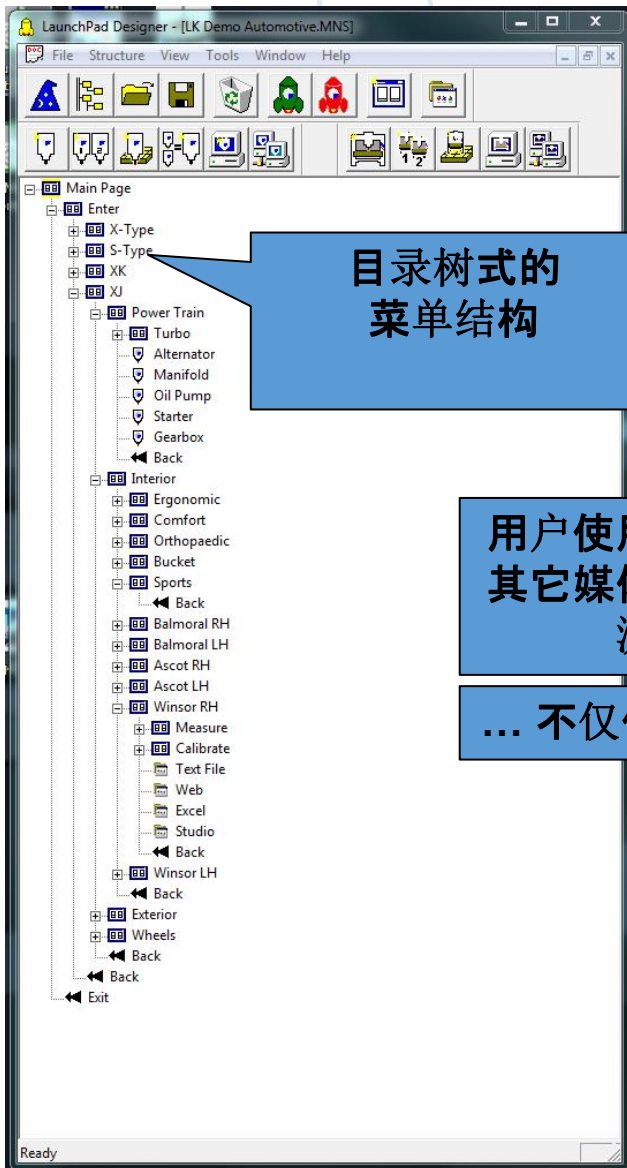 LaunchPad Designer - [LK Demo Automotive.MNS]
File Structure View Tools Window Help
Main Page
Enter
X-Type
S-Type
XK
XJ
Power Train
Turbo
Alternator
Manifold
Oil Pump
Starter
Gearbox
Back
Interior
Ergonomic
Comfort
Orthopaedic
Bucket
Sports
Back
Balmoral RH
Balmoral LH
Ascot RH
Ascot LH
Winsor RH
Measure
Calibrate
Text File
Web
Excel
Studio
Back
Winsor LH
Back
Exterior
Wheels
Back
Back
Exit
目录树式的
菜单结构
用户使
其它媒
... 不仅
Ready